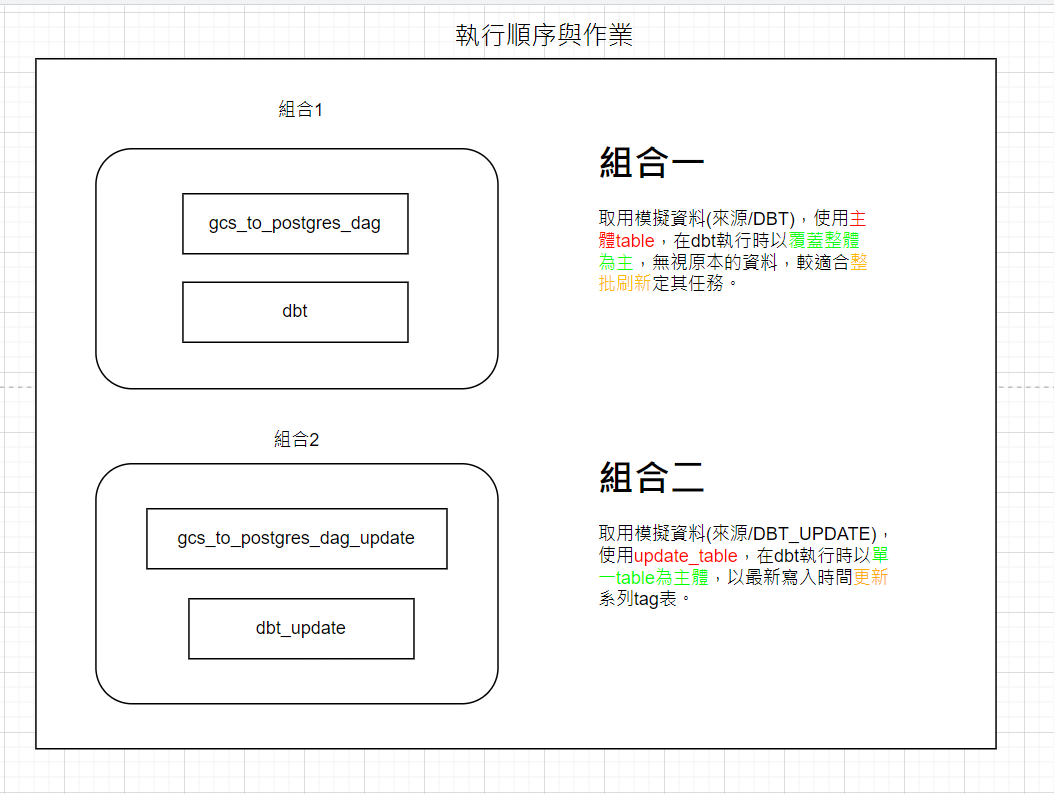 執行順序與作業
組合1
gcs_to_postgres_dag
dbt
組合一
取用模擬資料(來源/DBT)，使用主
體table，在dbt執行時以覆蓋整體
為主，無視原本的資料，較適合整
批刷新定其任務。
組合2
gcs_to_postgres_dag_update
dbt_update
組合二
取用模擬資料(來源/DBT_UPDATE)，
使用update_table，在dbt執行時以單
一table為主體，以最新寫入時間更新
系列tag表。